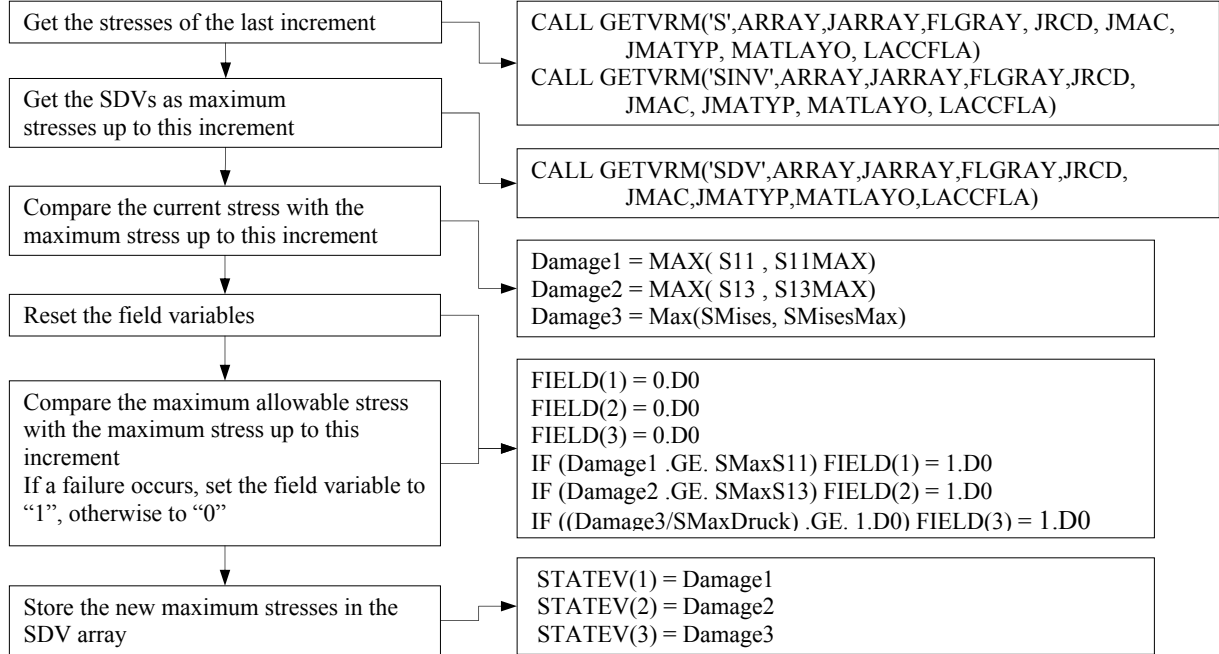 Get the stresses of the last increment
Get the SDVs as maximum
stresses up to this increment
Compare the current stress with the
maximum stress up to this increment
Reset the field variables
Compare the maximum allowable stress
with the maximum stress up to this
increment
If a failure occurs, set the field variable to
“1”, otherwise to “0”
Store the new maximum stresses in the
SDV array
CALL GETVRM('S',ARRAY,JARRAY,FLGRAY, JRCD, JMAC,
JMATYP, MATLAYO, LACCFLA)
CALL GETVRM('SINV',ARRAY,JARRAY,FLGRAY,JRCD,
JMAC, JMATYP, MATLAYO, LACCFLA)
CALL GETVRM('SDV',ARRAY,JARRAY,FLGRAY,JRCD,
JMAC,JMATYP,MATLAYO,LACCFLA)
Damage1 = MAX( S11 , S11MAX)
Damage2 = MAX( S13 , S13MAX)
Damage3 = Max(SMises, SMisesMax)
FIELD(1) = 0.D0
FIELD(2) = 0.D0
FIELD(3) = 0.D0
IF (Damage1 .GE. SMaxS11) FIELD(1) = 1.D0
IF (Damage2 .GE. SMaxS13) FIELD(2) = 1.D0
IF ((Damage3/SMaxDruck) .GE. 1.D0) FIELD(3) = 1.D0
STATEV(1) = Damage1
STATEV(2) = Damage2
STATEV(3) = Damage3